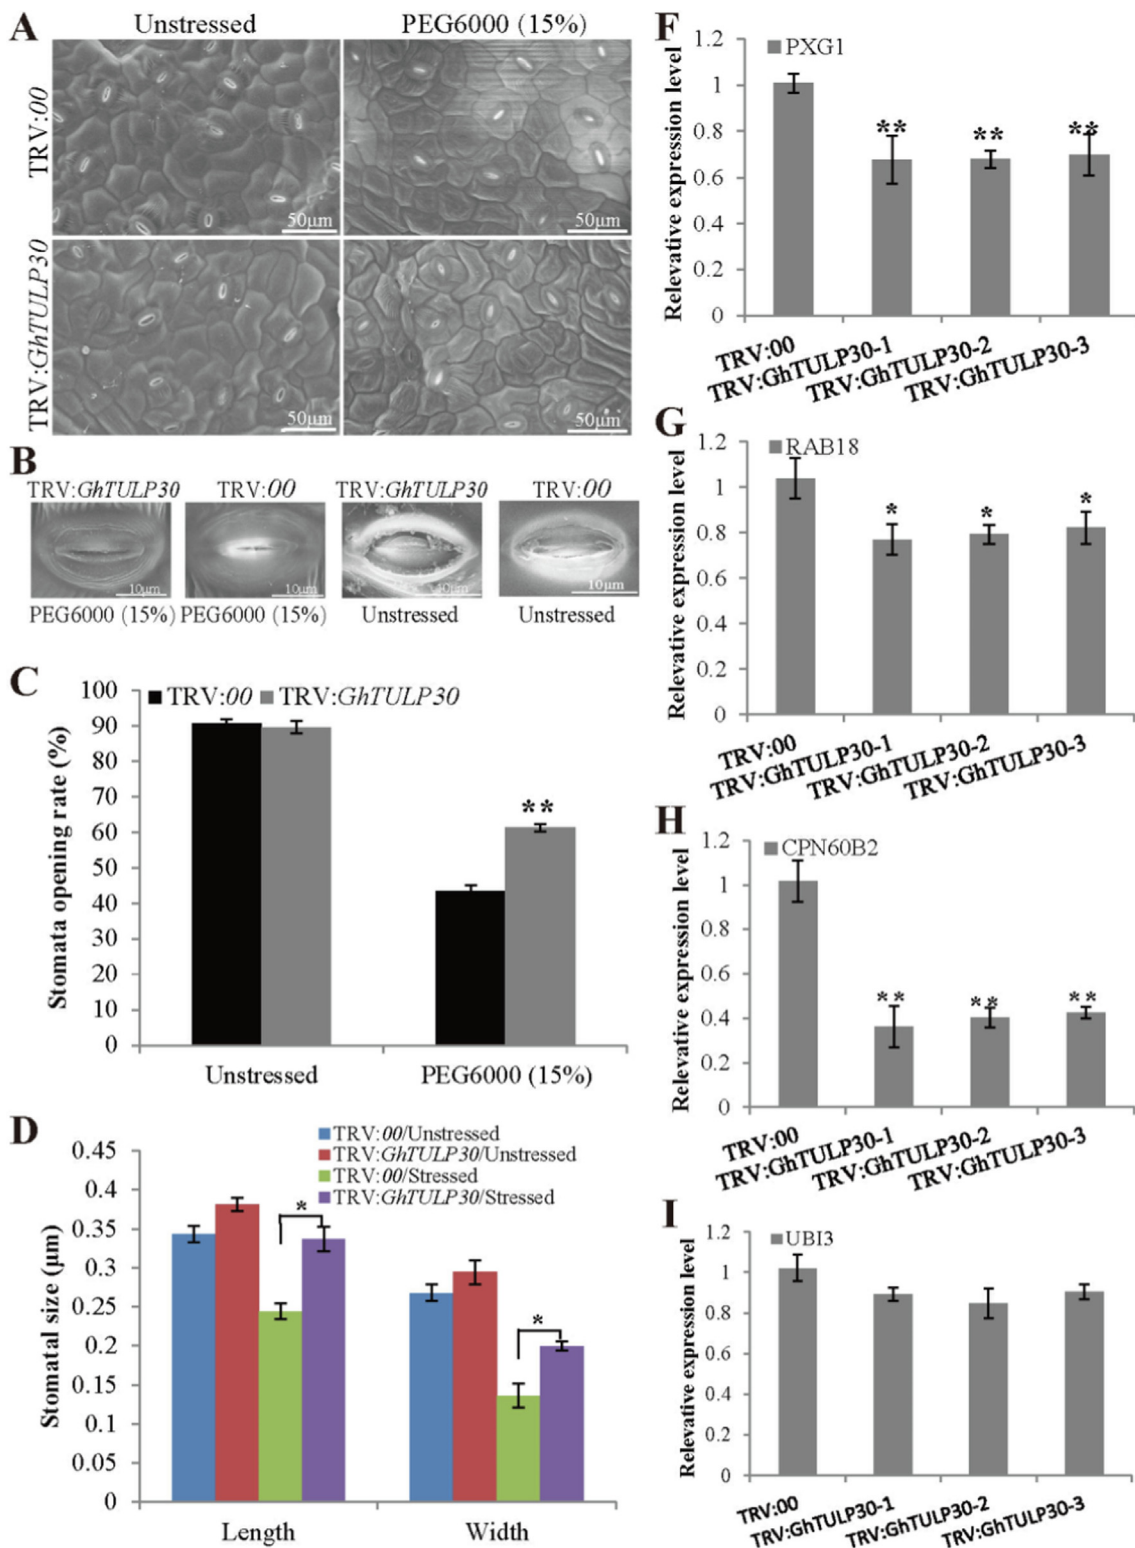 A
Unstressed
PEG6000 (15%)
TRV:00
50µm
50µm
TRV:GhTULP30
50µm
50µm
B
TRV:GhTULP30
TRV:00
TRV:GhTULP30
TRV:00
10µm
10µm
10µm
10µm
PEG6000 (15%)
PEG6000 (15%)
Unstressed
Unstressed
C
TRV:00
TRV:GhTULP30
Stomata opening rate (%)
100
90
80
70
60
50
40
30
20
10
0
**
Unstressed
PEG6000 (15%)
D
TRV:00/Unstressed
TRV:GhTULP30/Unstressed
TRV:00/Stressed
TRV:GhTULP30/Stressed
Stomatal size (µm)
0.45
0.4
0.35
0.3
0.25
0.2
0.15
0.1
0.05
0
*
*
Length
Width
F
PXG1
Relevative expression level
1.2
1
0.8
0.6
0.4
0.2
0
**
**
**
TRV:00
TRV:GhTULP30-1
TRV:GhTULP30-2
TRV:GhTULP30-3
G
RAB18
Relevative expression level
1.2
1
0.8
0.6
0.4
0.2
0
*
*
*
TRV:00
TRV:GhTULP30-1
TRV:GhTULP30-2
TRV:GhTULP30-3
H
CPN60B2
Relevative expression level
1.2
1
0.8
0.6
0.4
0.2
0
**
**
**
TRV:00
TRV:GhTULP30-1
TRV:GhTULP30-2
TRV:GhTULP30-3
I
UBI3
Relevative expression level
1.2
1
0.8
0.6
0.4
0.2
0
TRV:00
TRV:GhTULP30-1
TRV:GhTULP30-2
TRV:GhTULP30-3